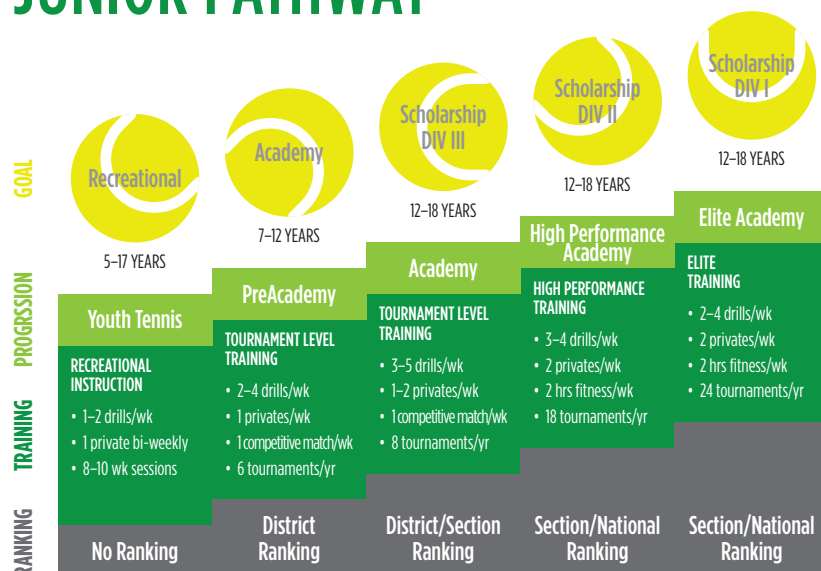 JUNIOR PATHWAY
GOAL
Recreational
5–17 YEARS
Academy
7–12 YEARS
Scholarship
DIV III
12–18 YEARS
Scholarship
DIV II
12–18 YEARS
Scholarship
DIV I
12–18 YEARS
PROGRSSION
Youth Tennis
PreAcademy
Academy
High Performance
Academy
Elite Academy
TRAINING
RECREATIONAL
INSTRUCTION
• 1–2 drills/wk
• 1 private bi-weekly
• 8–10 wk sessions
TOURNAMENT LEVEL
TRAINING
• 2–4 drills/wk
• 1 privates/wk
• 1 competitive match/wk
• 6 tournaments/yr
TOURNAMENT LEVEL
TRAINING
• 3–5 drills/wk
• 1–2 privates/wk
• 1 competitive match/wk
• 8 tournaments/yr
HIGH PERFORMANCE
TRAINING
• 3–4 drills/wk
• 2 privates/wk
• 2 hrs fitness/wk
• 18 tournaments/yr
ELITE
TRAINING
• 2–4 drills/wk
• 2 privates/wk
• 2 hrs fitness/wk
• 24 tournaments/yr
RANKING
No Ranking
District
Ranking
District/Section
Ranking
Section/National
Ranking
Section/National
Ranking